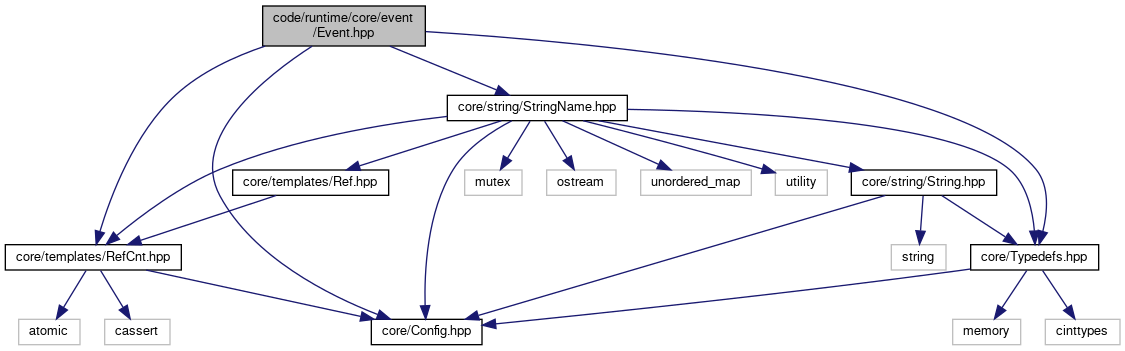 code/runtime/core/event
/Event.hpp
core/string/StringName.hpp
core/templates/Ref.hpp
mutex
ostream
unordered_map
utility
core/string/String.hpp
core/templates/RefCnt.hpp
string
core/Typedefs.hpp
atomic
cassert
core/Config.hpp
memory
cinttypes